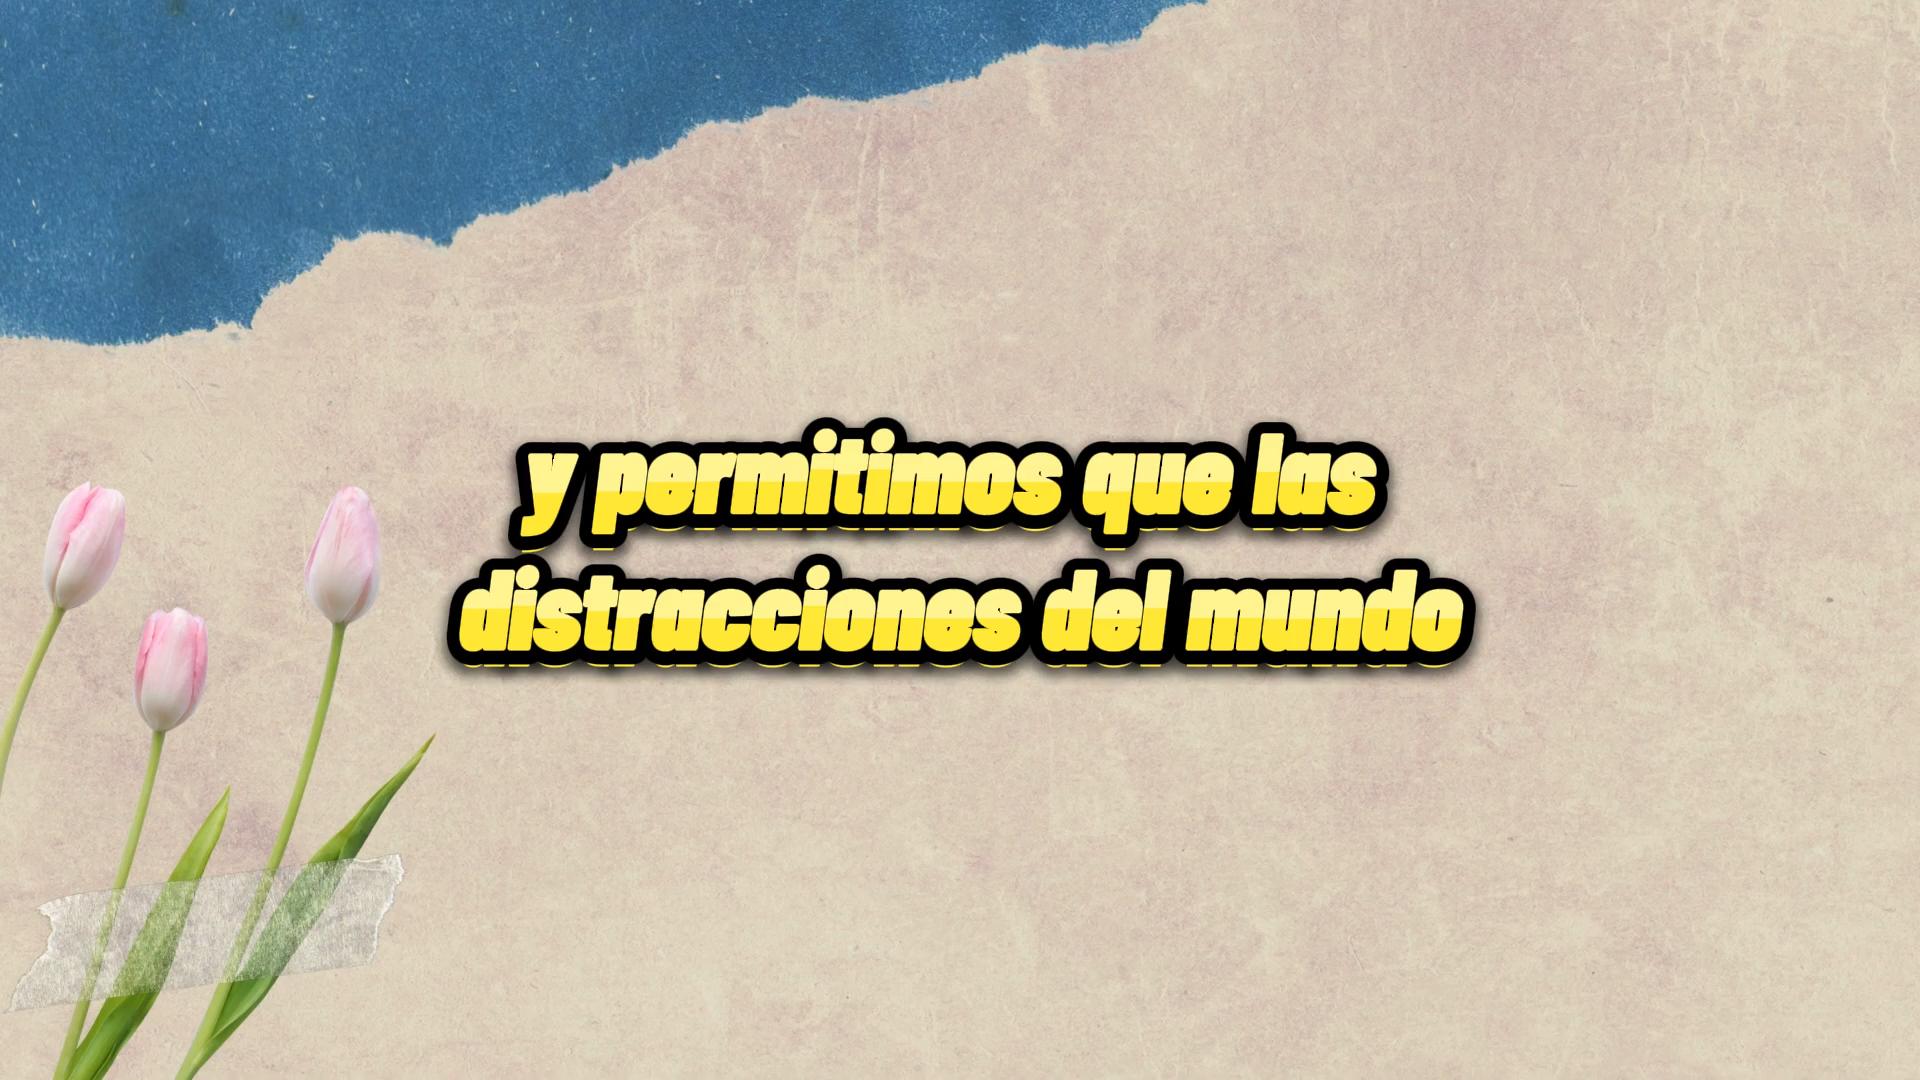 y permitimos que las
distracciones del mundo